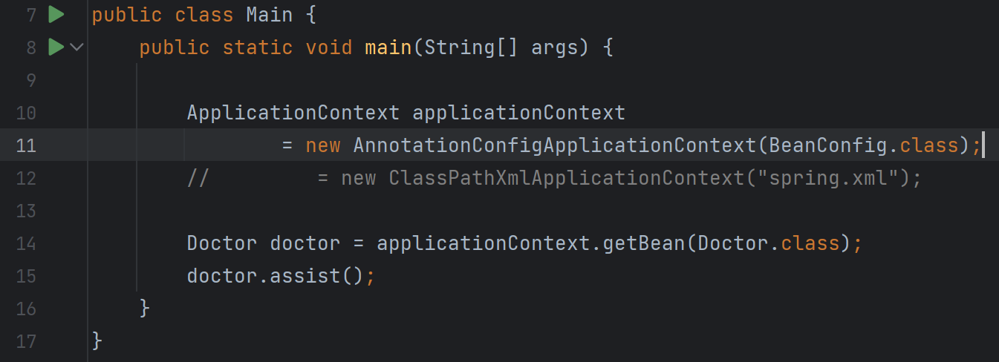 7 public class Main {
8 public static void main(String[] args) {
9
10 ApplicationContext applicationContext
11 = new AnnotationConfigApplicationContext(BeanConfig.class);
12 // = new ClassPathXmlApplicationContext("spring.xml");
13
14 Doctor doctor = applicationContext.getBean(Doctor.class);
15 doctor.assist();
16 }
17 }